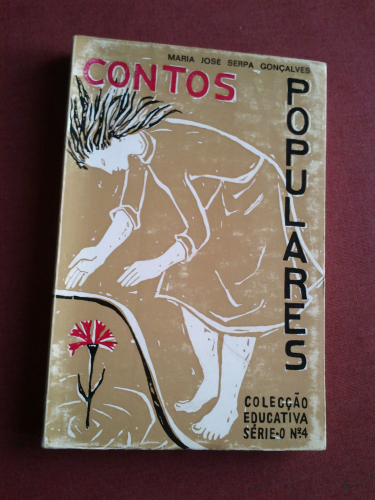 MARIA JOSÉ SERPA GONÇALVES
CONTOS
POPULARES
COLECÇÃO
EDUCATIVA
SÉRIE·O Nº4